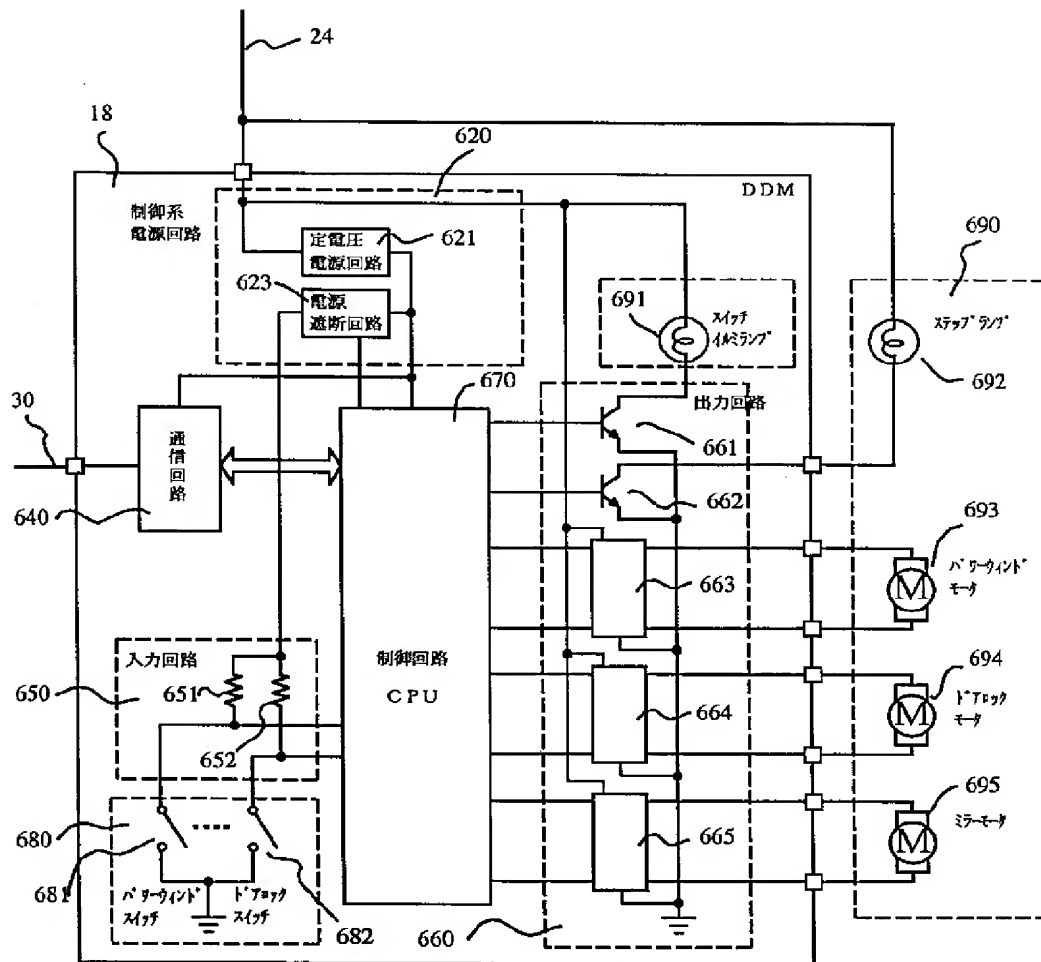 24
18
620
DDM
制御系
電源回路
定電圧
電源回路
621
690
623
電源
遮断回路
691
スイッチ
イルミランプ
ステップランプ
692
670
出力回路
30
通信回路
661
640
662
693
パワーウィンド
モータ
663
入力回路
制御回路
CPU
694
650
651
ドアロック
モータ
652
664
695
680
ミラーモータ
665
681
パワーウィンド
スイッチ
ドアロック
スイッチ
682
660
M
M
M